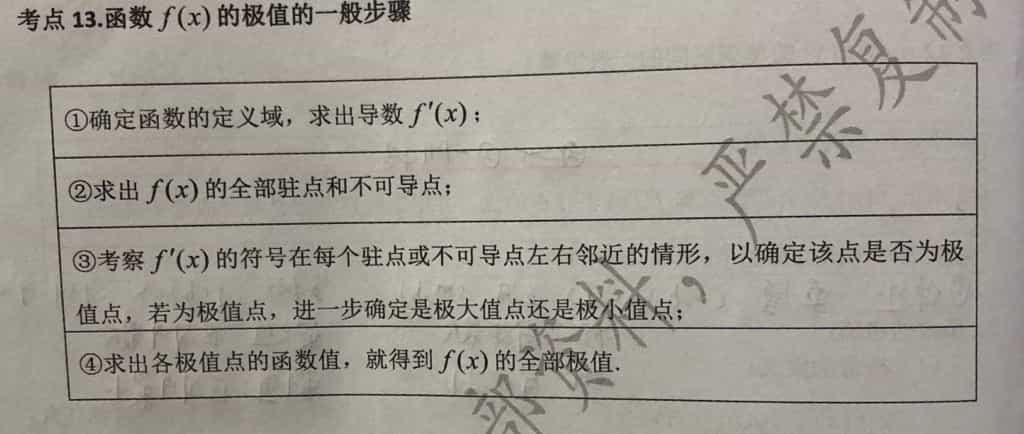 考点 13.函数 f(x) 的极值的一般步骤
①确定函数的定义域，求出导数 f′(x)；
②求出 f(x) 的全部驻点和不可导点；
③考察 f′(x) 的符号在每个驻点或不可导点左右邻近的情形，以确定该点是否为极
值点，若为极值点，进一步确定是极大值点还是极小值点；
④求出各极值点的函数值，就得到 f(x) 的全部极值.
部资料，严禁复制